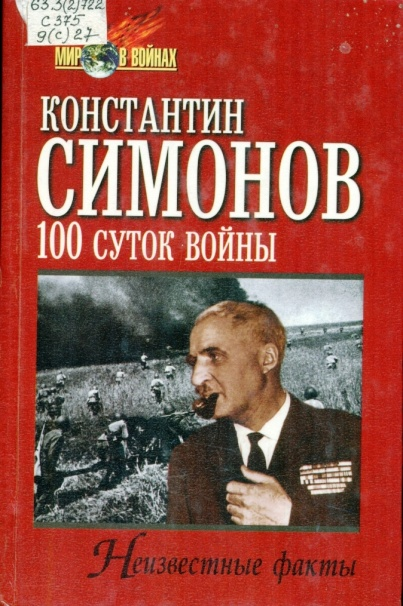 63.3(2)722
С 375
9(с)27
МИР В ВОЙНАХ
КОНСТАНТИН
СИМОНОВ
100 СУТОК ВОЙНЫ
Неизвестные факты